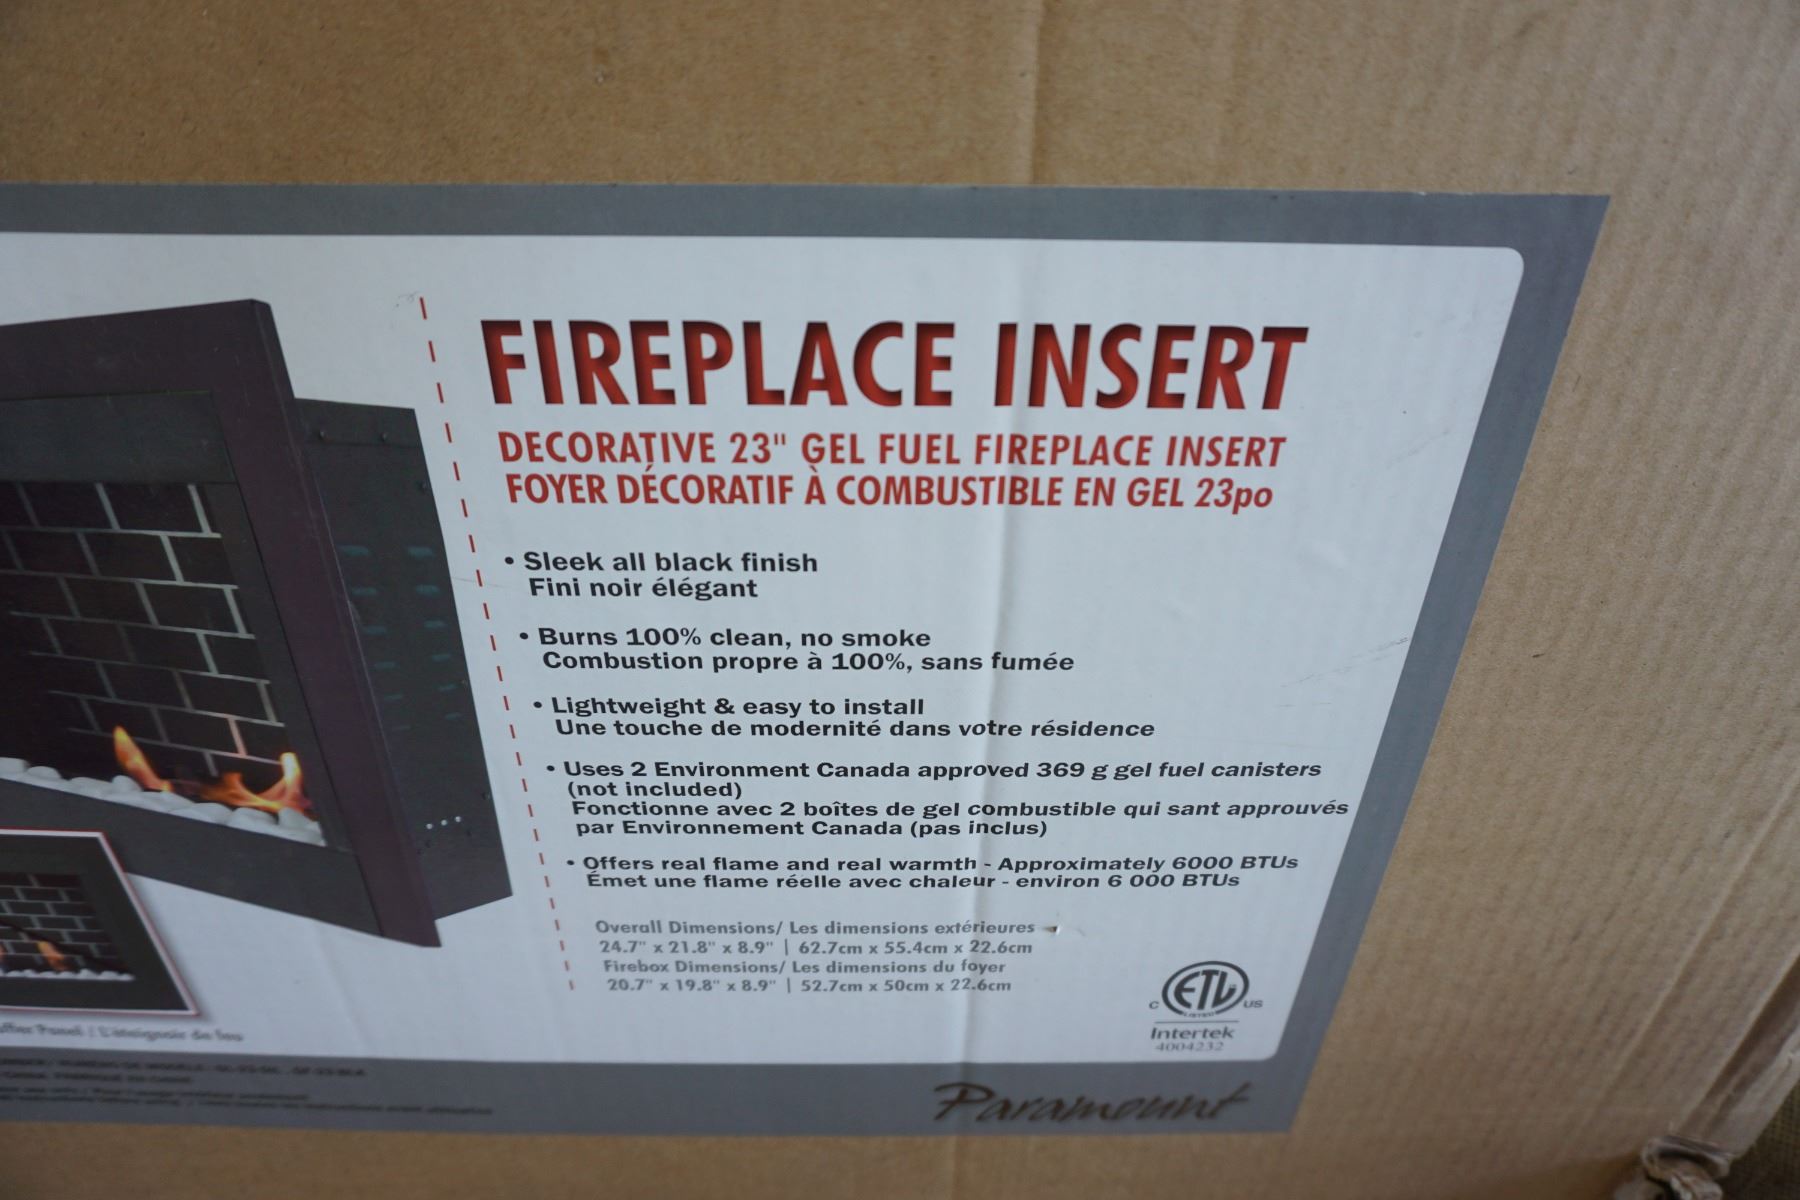 FIREPLACE INSERT
DECORATIVE 23" GEL FUEL FIREPLACE INSERT
FOYER DÉCORATIF À COMBUSTIBLE EN GEL 23po
• Sleek all black finish
Fini noir élégant
• Burns 100% clean, no smoke
Combustion propre à 100%, sans fumée
• Lightweight & easy to install
Une touche de modernité dans votre résidence
• Uses 2 Environment Canada approved 369 g gel fuel canisters
(not included)
Fonctionne avec 2 boîtes de gel combustible qui sant approuvés
par Environnement Canada (pas inclus)
• Offers real flame and real warmth - Approximately 6000 BTUs
Émet une flame réelle avec chaleur - environ 6 000 BTUs
Overall Dimensions/ Les dimensions extérieures
24.7" x 21.8" x 8.9" | 62.7cm x 55.4cm x 22.6cm
Firebox Dimensions/ Les dimensions du foyer
20.7" x 19.8" x 8.9" | 52.7cm x 50cm x 22.6cm
C ETL US
LISTED
Intertek
4004232
Panel / L'éteignoir de feu
Paramount